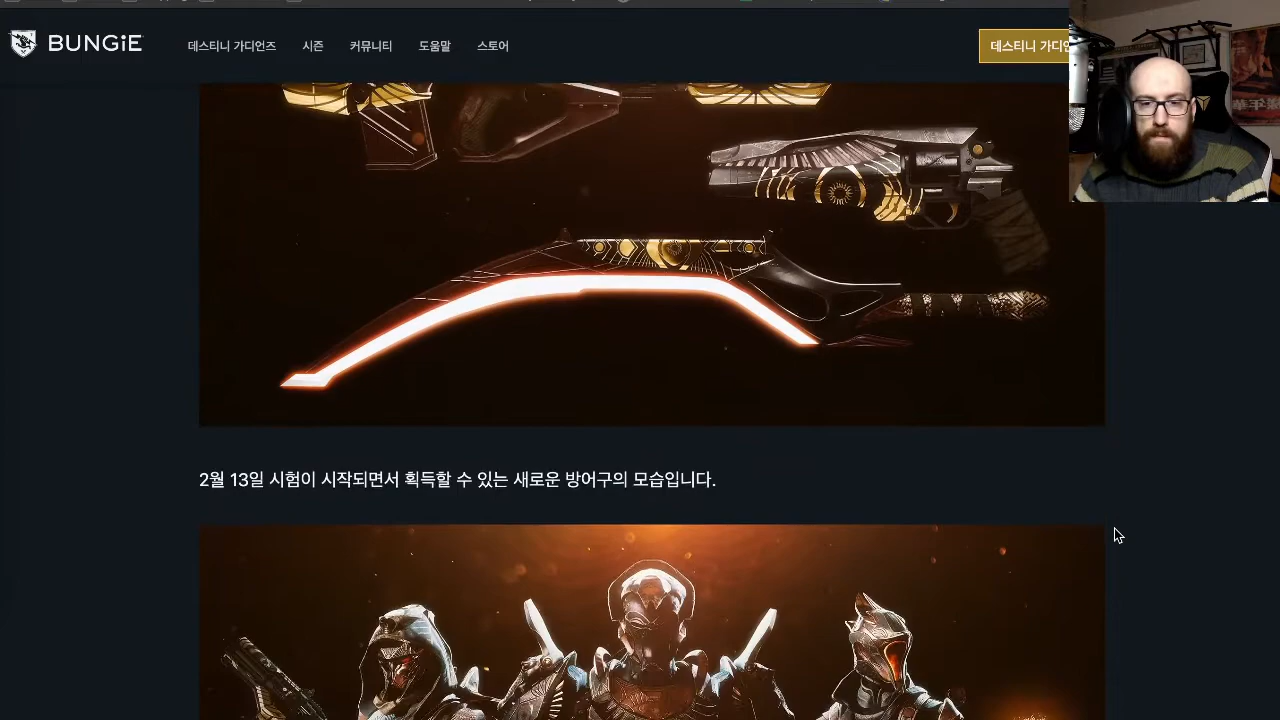 BUNGiE
데스티니 가디언즈
시즌
커뮤니티
도움말
스토어
데스티니 가디언
2월 13일 시험이 시작되면서 획득할 수 있는 새로운 방어구의 모습입니다.